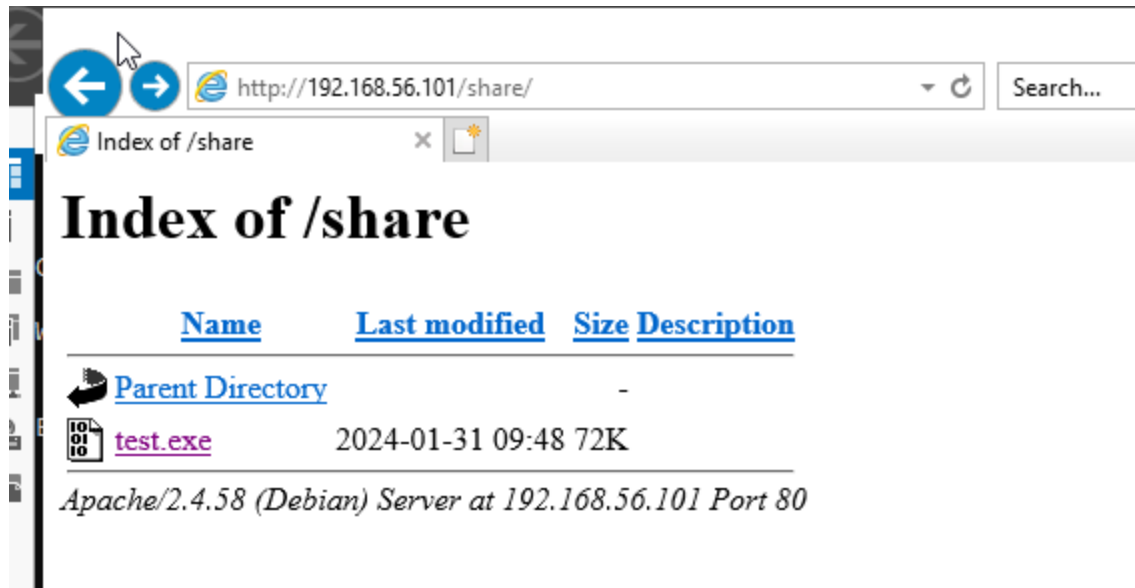 http://192.168.56.101/share/
Search...
Index of /share
Index of /share
Name Last modified Size Description
Parent Directory -
test.exe 2024-01-31 09:48 72K
Apache/2.4.58 (Debian) Server at 192.168.56.101 Port 80